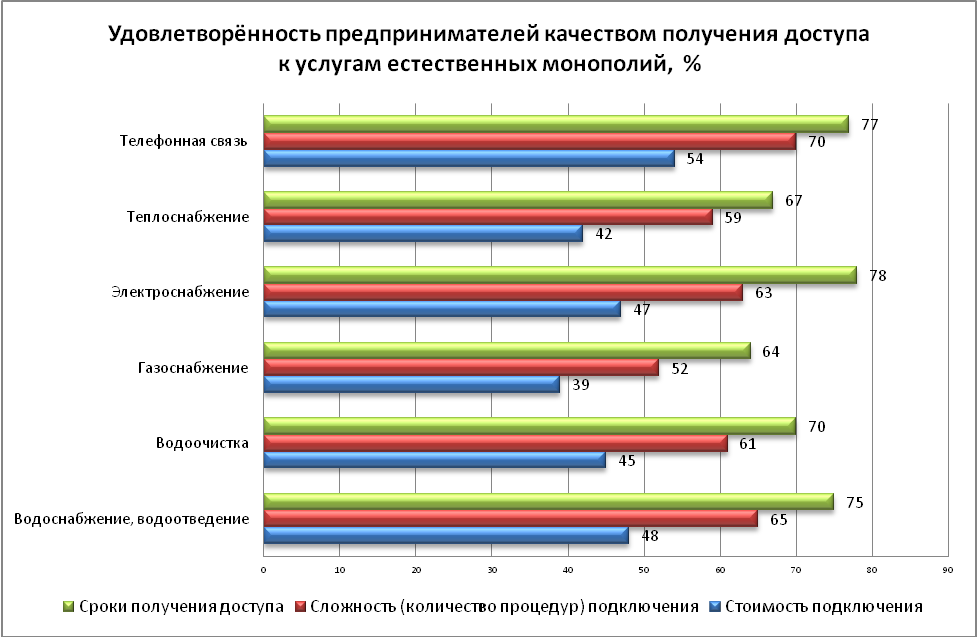 Удовлетворённость предпринимателей качеством получения доступа
к услугам естественных монополий, %
Телефонная связь
77
70
54
Теплоснабжение
67
59
42
Электроснабжение
78
63
47
Газоснабжение
64
52
39
Водоочистка
70
61
45
Водоснабжение, водоотведение
75
65
48
0 10 20 30 40 50 60 70 80 90
Сроки получения доступа Сложность (количество процедур) подключения Стоимость подключения